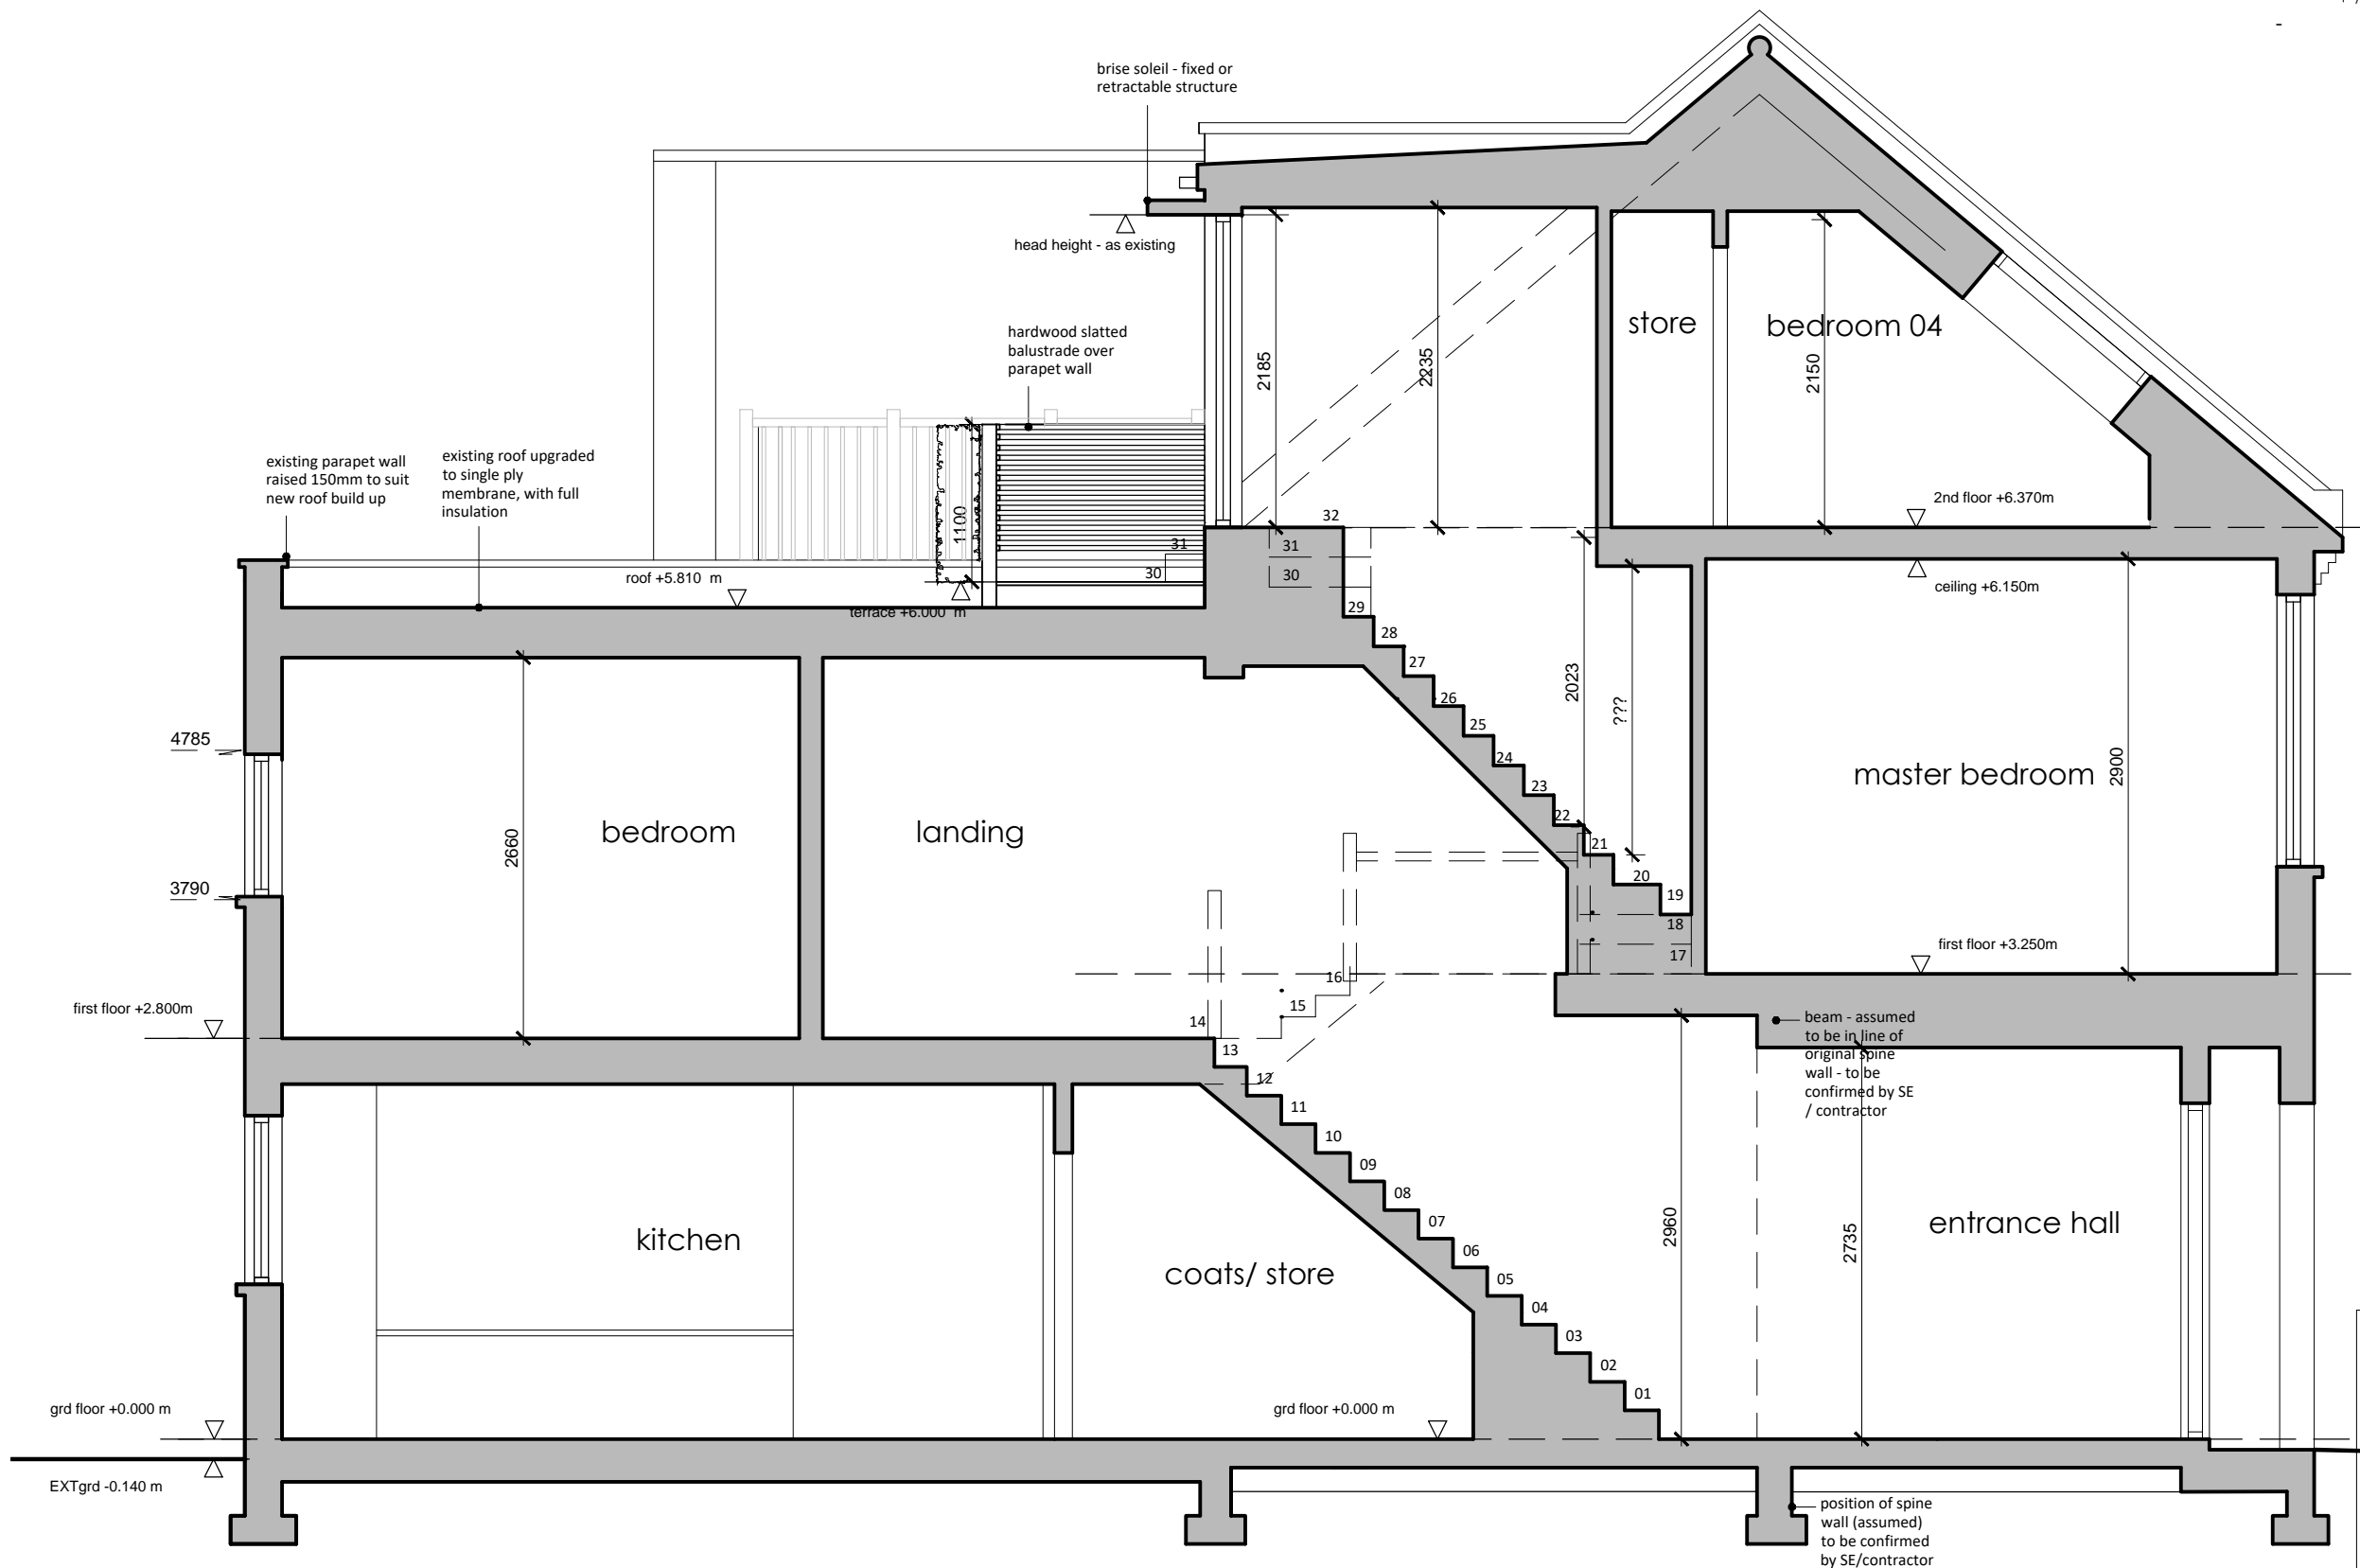 brise soleil - fixed or
retractable structure
head height - as existing
hardwood slatted
balustrade over
parapet wall
2185
2235
store
bedroom 04
2150
existing parapet wall
raised 150mm to suit
new roof build up
existing roof upgraded
to single ply
membrane, with full
insulation
1100
2nd floor +6.370m
32
31
31
30
30
roof +5.810 m
terrace +6.000 m
ceiling +6.150m
29
28
27
26
25
24
23
22
21
20
19
18
17
2023
???
4785
3790
2660
bedroom
landing
master bedroom
2900
first floor +3.250m
first floor +2.800m
16
15
14
13
12
11
10
09
08
07
06
05
04
03
02
01
beam - assumed
to be in line of
original spine
wall - to be
confirmed by SE
/ contractor
kitchen
coats/ store
2960
2735
entrance hall
grd floor +0.000 m
grd floor +0.000 m
EXTgrd -0.140 m
position of spine
wall (assumed)
to be confirmed
by SE/contractor